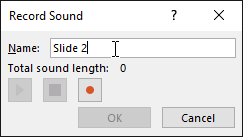 Record Sound ? ×
Name: Slide 2
Total sound length: 0
OK Cancel